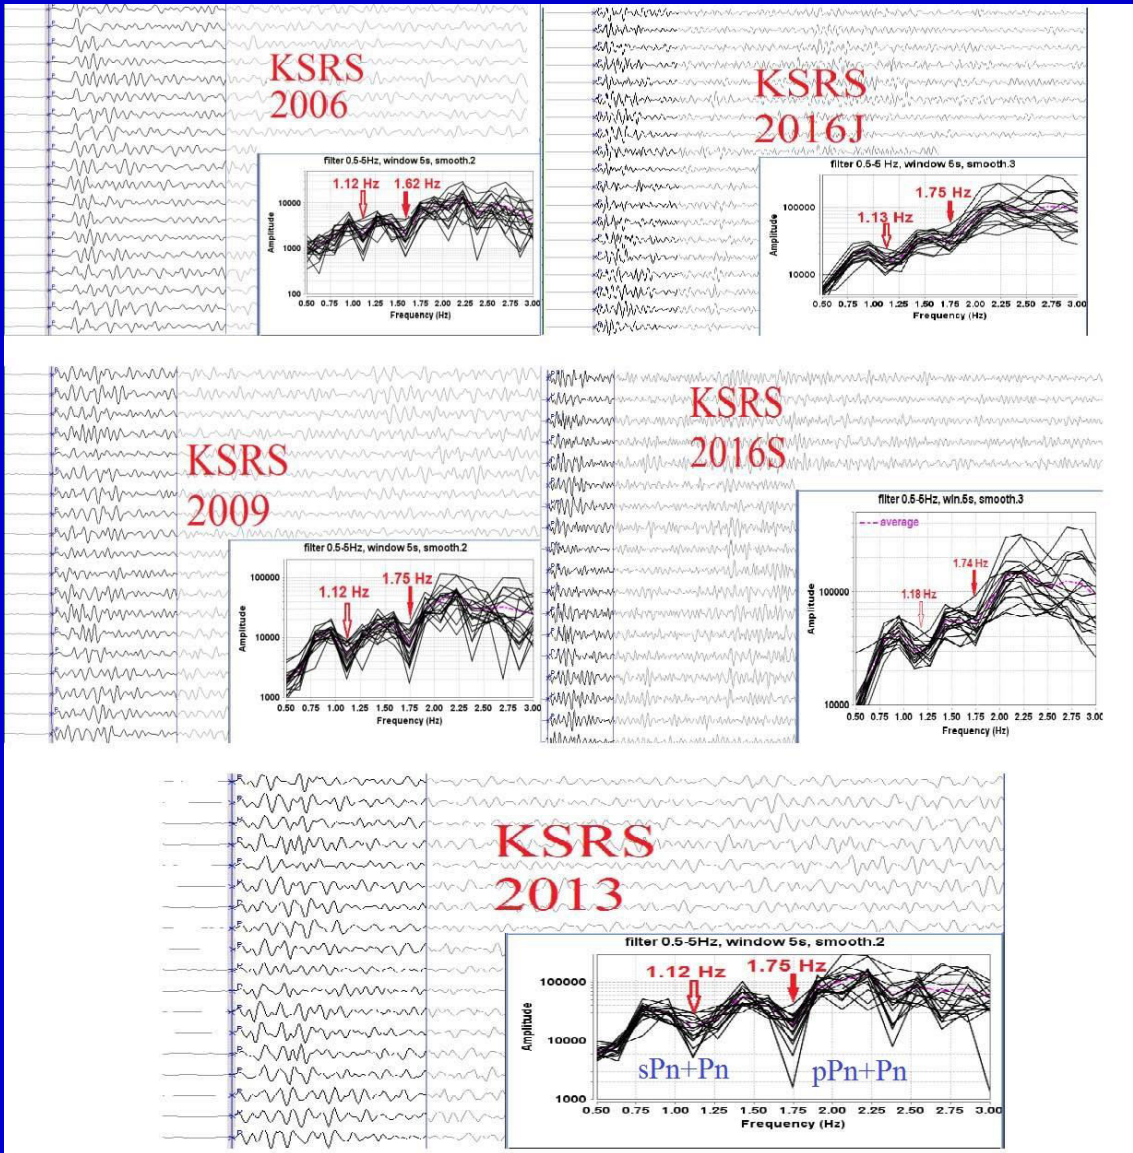 KSRS
2006
filter 0.5-5Hz, window 5s, smooth.2
1.12 Hz
1.62 Hz
Amplitude
10000
1000
100
0.50 0.75 1.00 1.25 1.50 1.75 2.00 2.25 2.50 2.75 3.00
Frequency (Hz)
KSRS
2016J
filter 0.5-5 Hz, window 5s, smooth.3
1.75 Hz
1.13 Hz
Amplitude
100000
10000
0.50 0.75 1.00 1.25 1.50 1.75 2.00 2.25 2.50 2.75 3.00
Frequency (Hz)
KSRS
2009
filter 0.5-5Hz, window 5s, smooth.2
1.12 Hz
1.75 Hz
Amplitude
100000
10000
1000
0.50 0.75 1.00 1.25 1.50 1.75 2.00 2.25 2.50 2.75 3.00
Frequency (Hz)
KSRS
2016S
filter 0.5-5Hz, win.5s, smooth.3
average
1.74 Hz
1.18 Hz
Amplitude
100000
10000
0.50 0.75 1.00 1.25 1.50 1.75 2.00 2.25 2.50 2.75 3.00
Frequency (Hz)
KSRS
2013
filter 0.5-5Hz, window 5s, smooth.2
1.12 Hz
1.75 Hz
Amplitude
100000
10000
1000
sPn+Pn
pPn+Pn
0.50 0.75 1.00 1.25 1.50 1.75 2.00 2.25 2.50 2.75 3.00
Frequency (Hz)